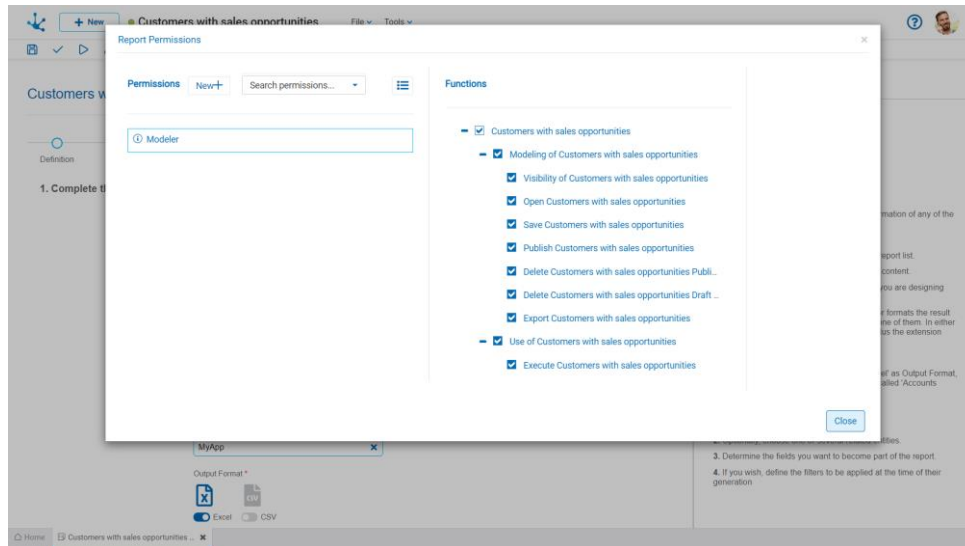 + New
Customers with sales opportunities
File
Tools
Report Permissions
Customers w
Definition
1. Complete th
Permissions
New+
Search permissions...
Modeler
Functions
Customers with sales opportunities
Modeling of Customers with sales opportunities
Visibility of Customers with sales opportunities
Open Customers with sales opportunities
Save Customers with sales opportunities
Publish Customers with sales opportunities
Delete Customers with sales opportunities Publi...
Delete Customers with sales opportunities Draft ...
Export Customers with sales opportunities
Use of Customers with sales opportunities
Execute Customers with sales opportunities
Close
mation of any of the
eport list.
content.
you are designing
r formats the result
ne of them. In either
us the extension
el' as Output Format,
alled 'Accounts
3. Determine the fields you want to become part of the report.
4. If you wish, define the filters to be applied at the time of their
generation
MyApp
Output Format *
CSV
Excel
CSV
Home
Customers with sales opportunities ...